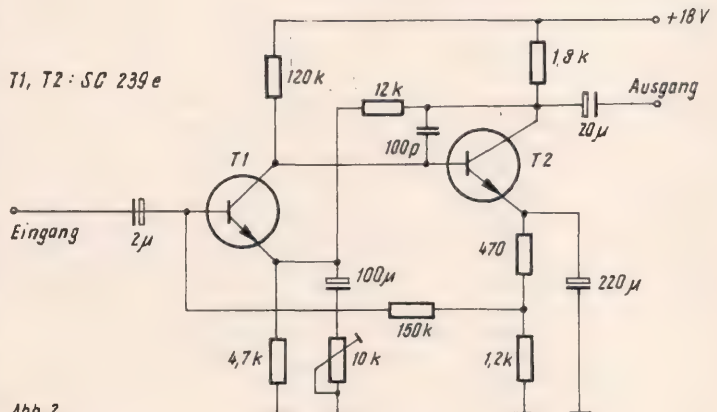 +18V
T1, T2: SC 239e
120k
1,8k
12k
Ausgang
100p
20µ
T1
T2
Eingang
2µ
470
100µ
220µ
150k
4,7k
10k
1,2k
Abb. 2